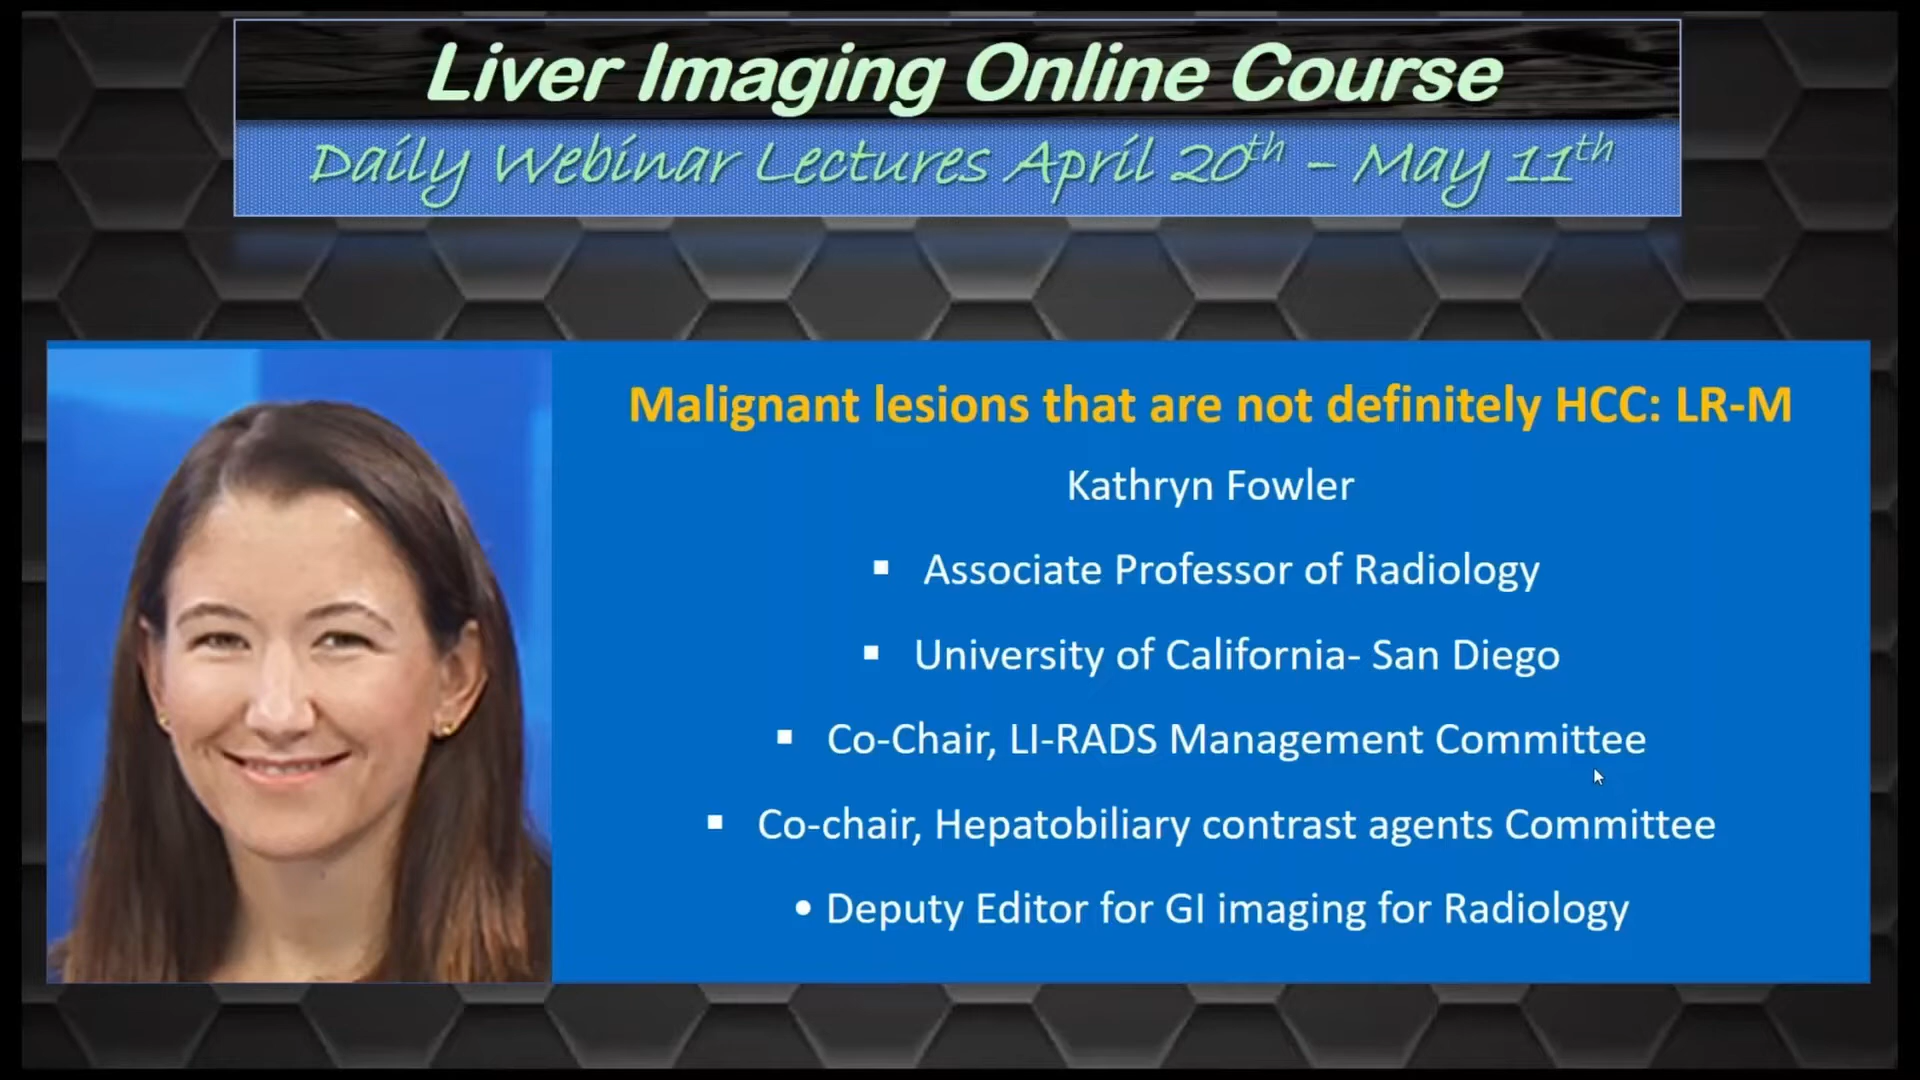 Liver Imaging Online Course
Daily Webinar Lectures April 20th – May 11th
Malignant lesions that are not definitely HCC: LR-M
Kathryn Fowler
▪ Associate Professor of Radiology
▪ University of California- San Diego
▪ Co-Chair, LI-RADS Management Committee
▪ Co-chair, Hepatobiliary contrast agents Committee
• Deputy Editor for GI imaging for Radiology